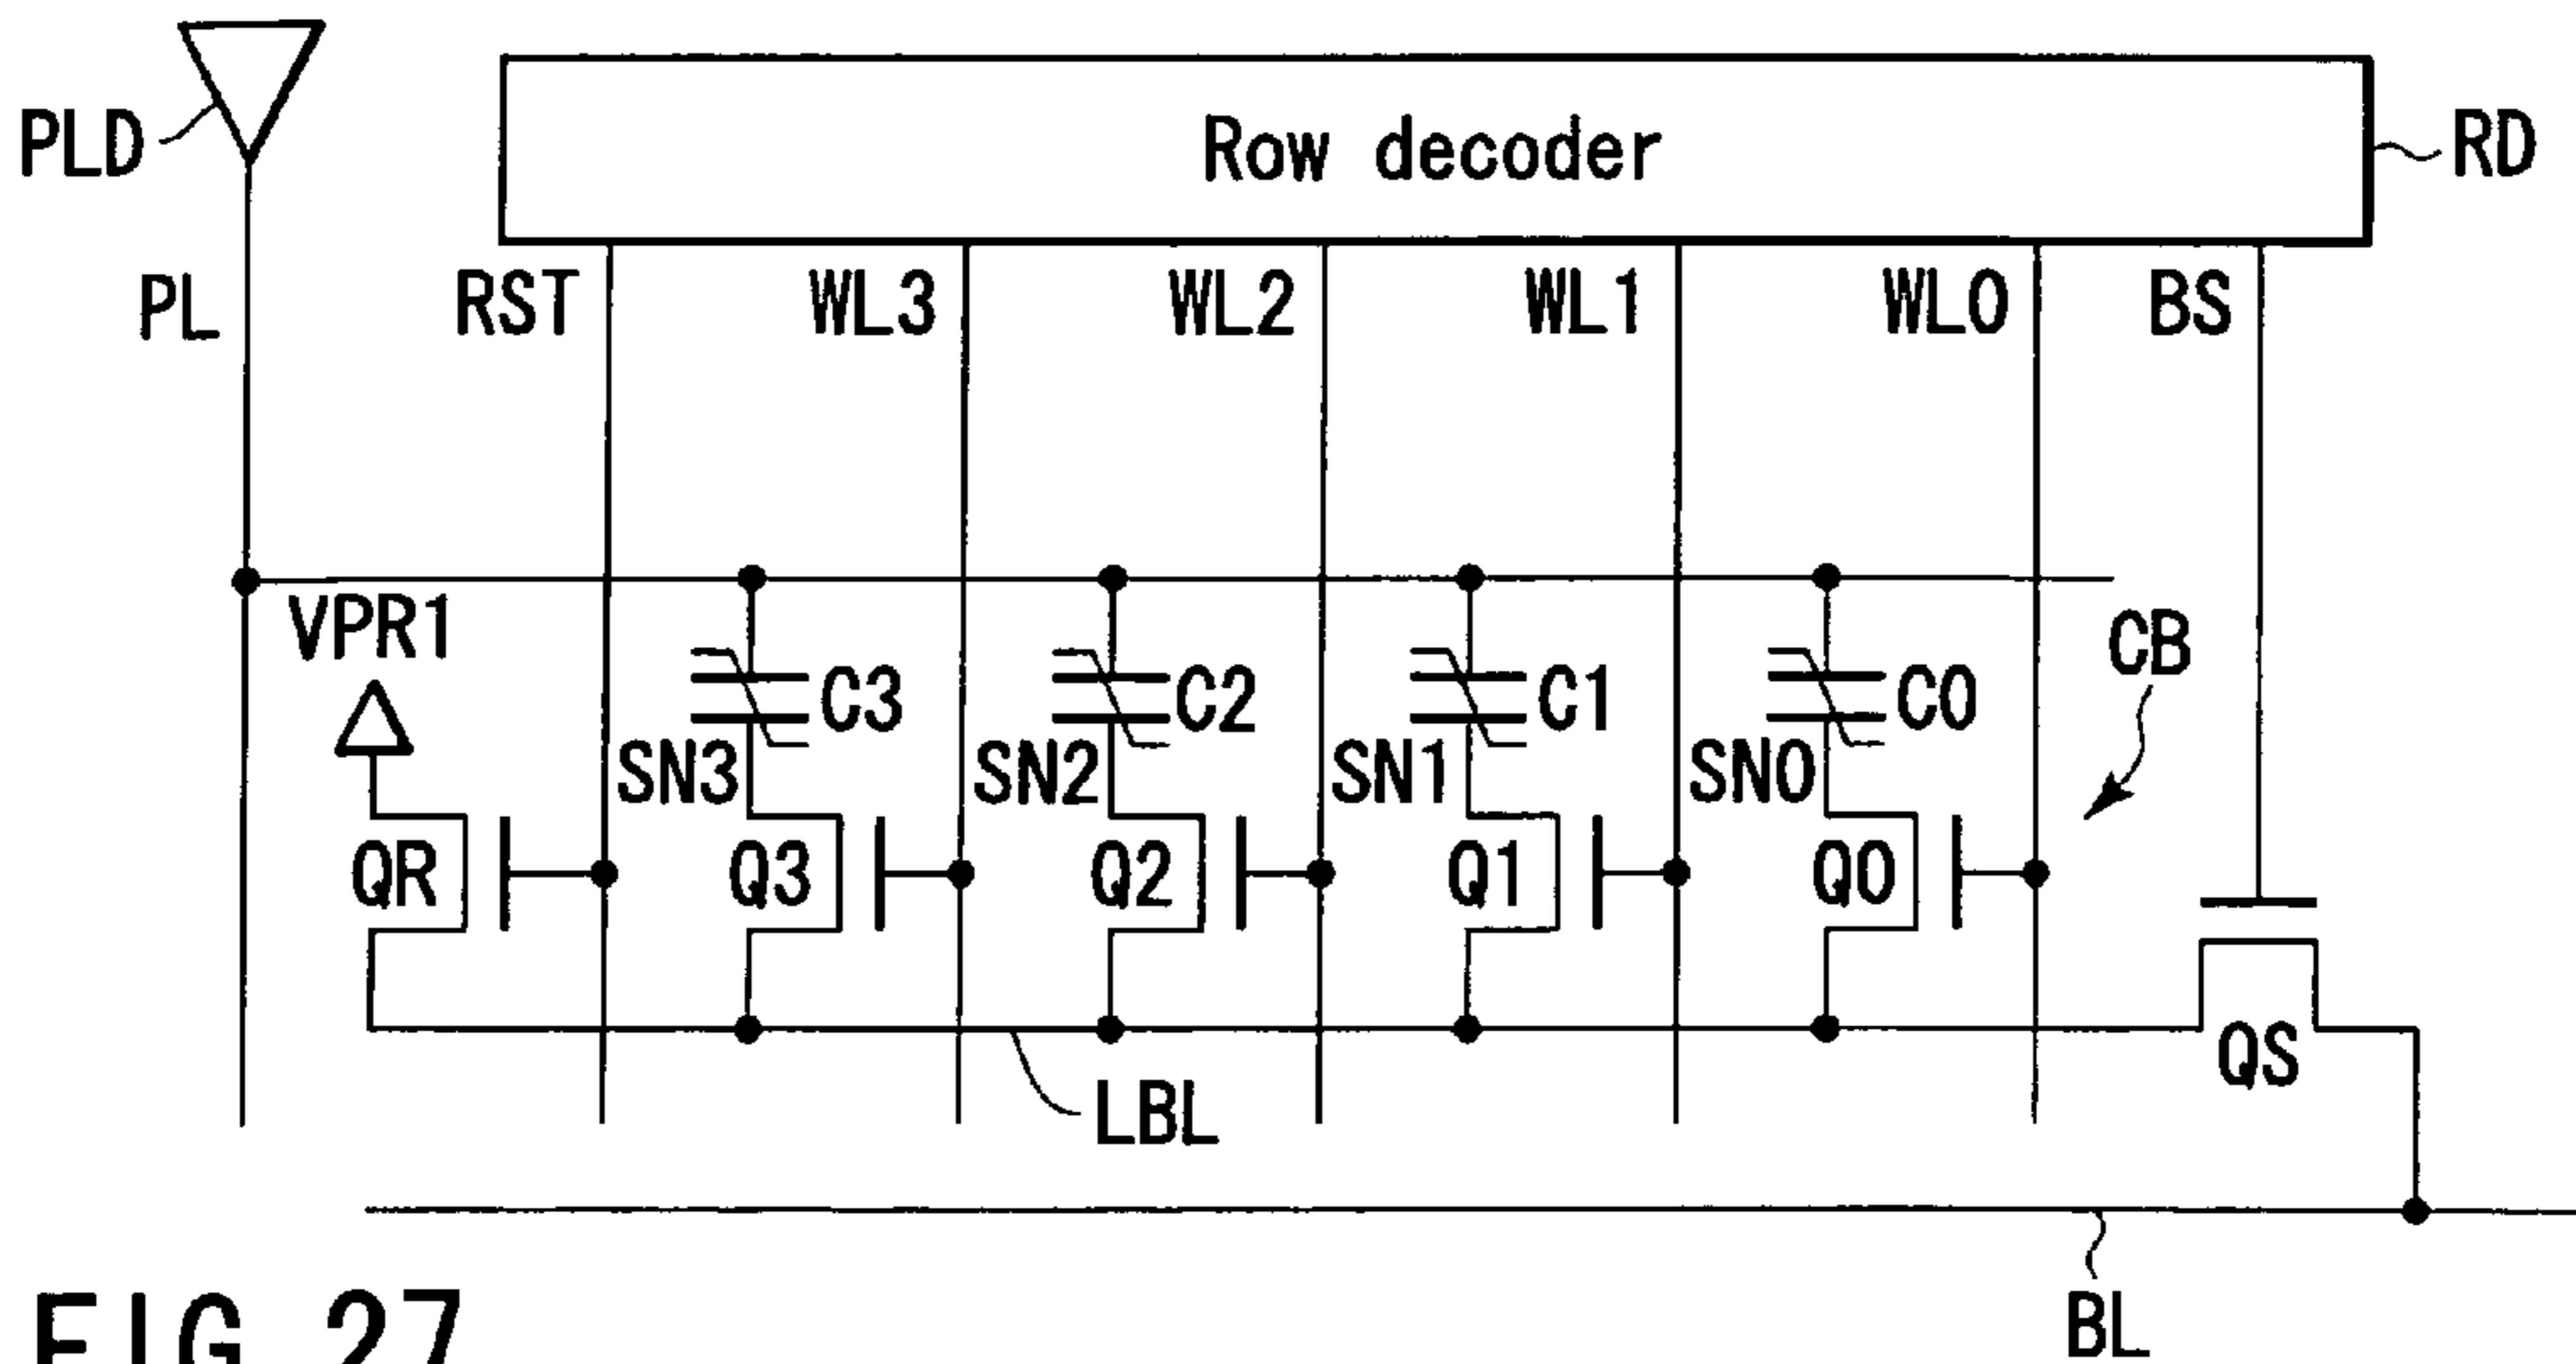 PLD
Row decoder
RD
PL
RST
WL3
WL2
WL1
WL0
BS
VPR1
CB
C3
C2
C1
C0
SN3
SN2
SN1
SN0
QR
Q3
Q2
Q1
Q0
QS
LBL
BL
FIG. 27